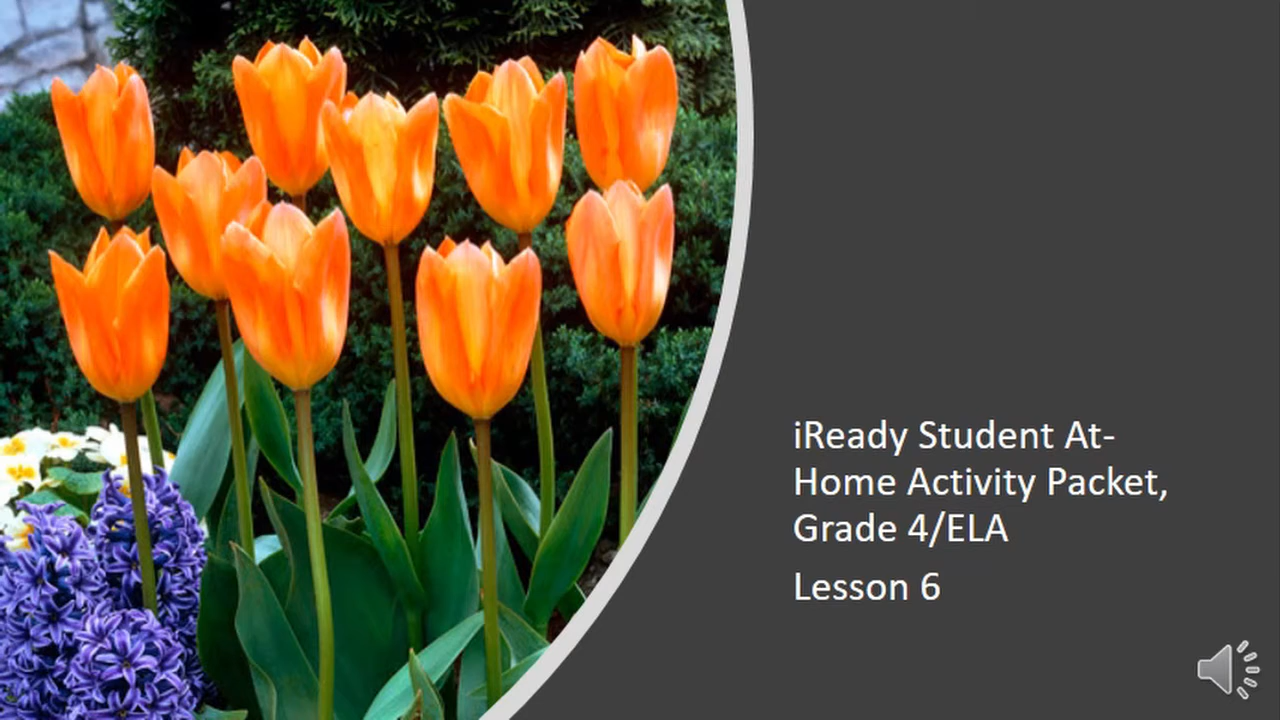 iReady Student At-
Home Activity Packet,
Grade 4/ELA
Lesson 6